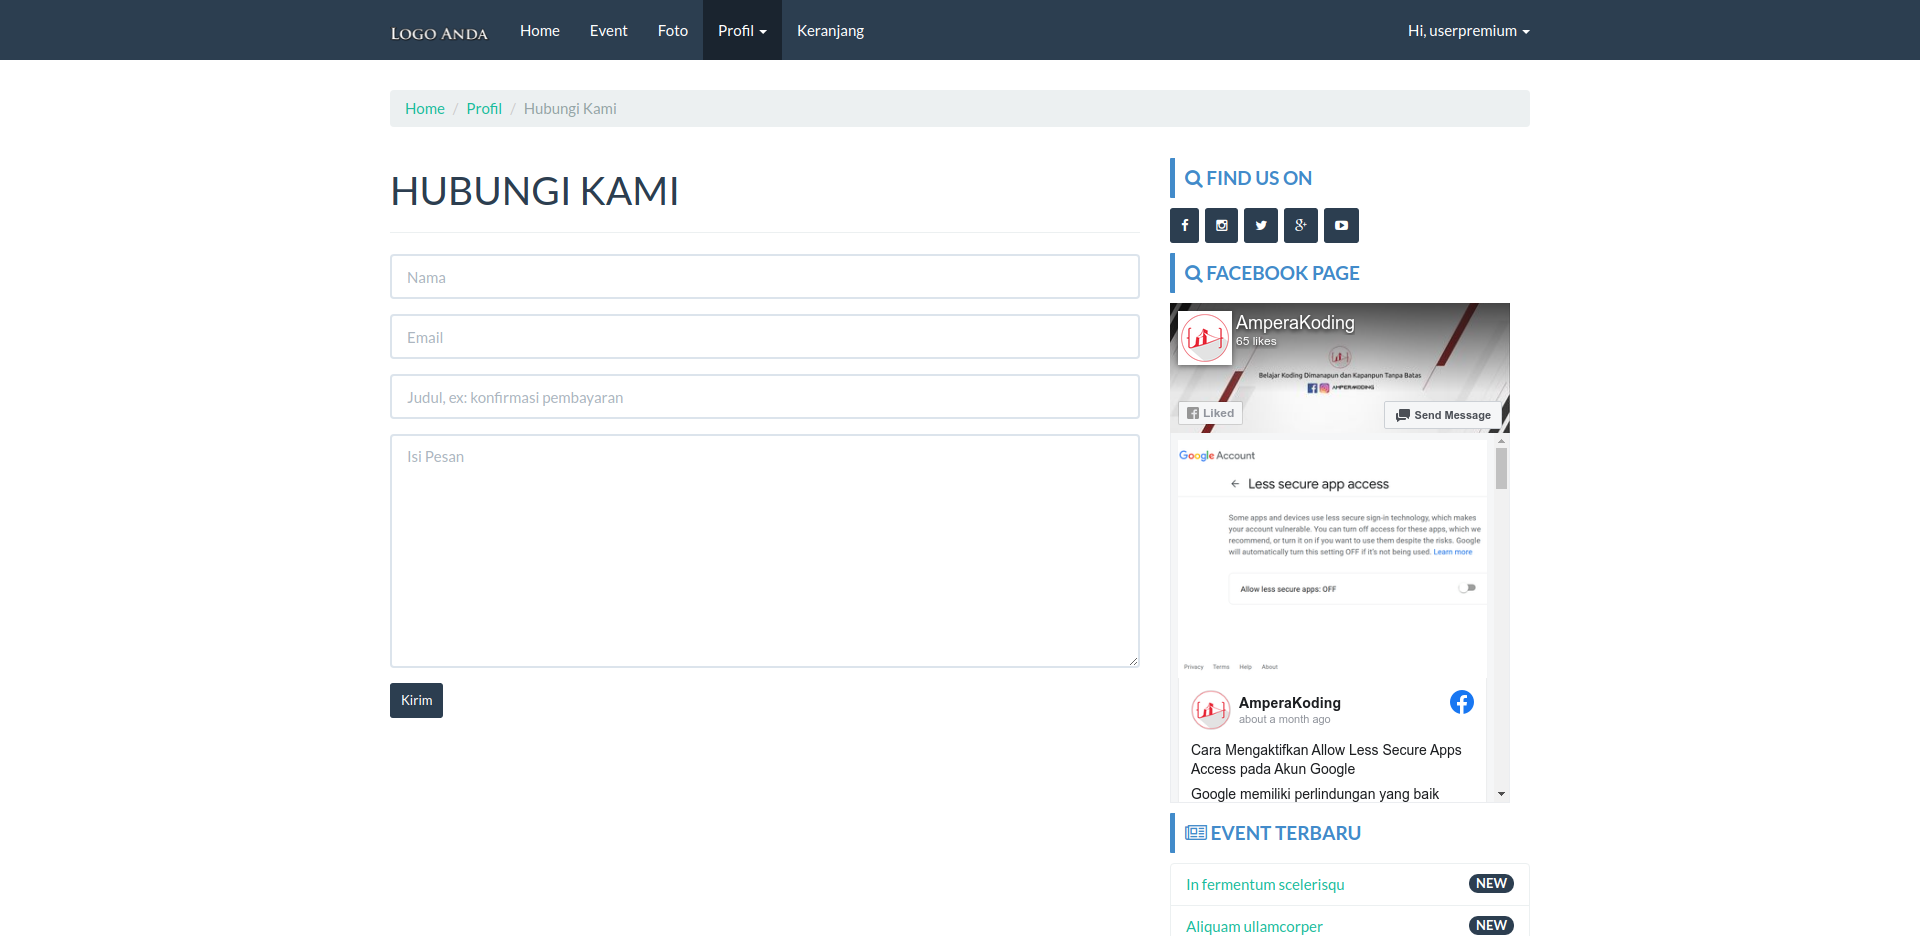 LOGO ANDA
Home
Event
Foto
Profil
Keranjang
Hi, userpremium
Home / Profil / Hubungi Kami
HUBUNGI KAMI
Nama
Email
Judul, ex: konfirmasi pembayaran
Isi Pesan
Kirim
FIND US ON
FACEBOOK PAGE
AmperaKoding
65 likes
Belajar Koding Dimanapun dan Kapanpun Tanpa Batas
AMPERAKODING
Liked
Send Message
Google Account
Less secure app access
Some apps and devices use less secure sign-in technology, which makes
your account vulnerable. You can turn off access for these apps, which we
recommend, or turn it on if you want to use them despite the risks. Google
will automatically turn this setting OFF if it's not being used. Learn more
Allow less secure apps: OFF
Privacy Terms Help About
AmperaKoding
about a month ago
Cara Mengaktifkan Allow Less Secure Apps
Access pada Akun Google
Google memiliki perlindungan yang baik
EVENT TERBARU
In fermentum scelerisqu NEW
Aliquam ullamcorper NEW